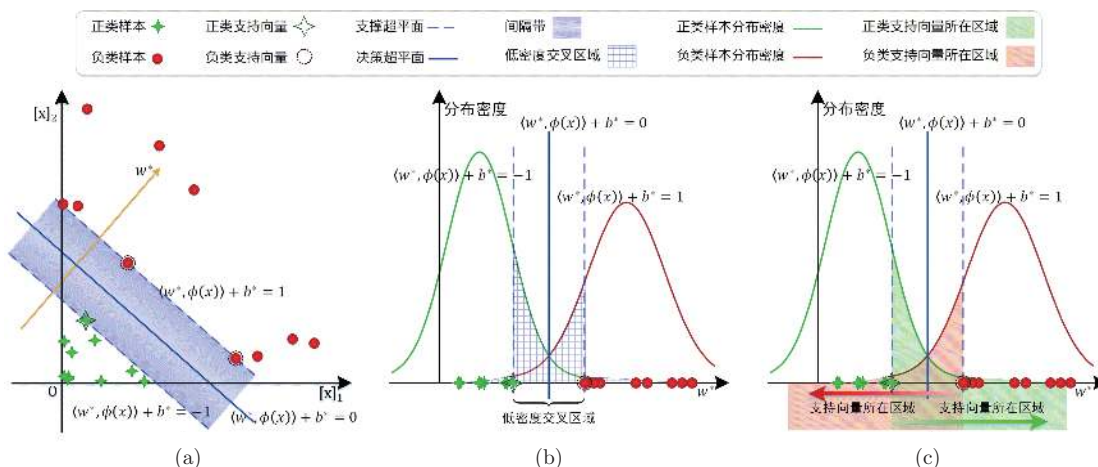 正类样本 正类支持向量 支撑超平面 间隔带 正类样本分布密度 正类支持向量所在区域
负类样本 负类支持向量 决策超平面 低密度交叉区域 负类样本分布密度 负类支持向量所在区域
[x]₂
w*
⟨w*, ϕ(x)⟩ + b* = 1
0
[x]₁
⟨w*, ϕ(x)⟩ + b* = −1
⟨w*, ϕ(x)⟩ + b* = 0
(a)
分布密度
⟨w*, ϕ(x)⟩ + b* = 0
⟨w*, ϕ(x)⟩ + b* = −1
⟨w*, ϕ(x)⟩ + b* = 1
w*
低密度交叉区域
(b)
分布密度
⟨w*, ϕ(x)⟩ + b* = 0
⟨w*, ϕ(x)⟩ + b* = −1
⟨w*, ϕ(x)⟩ + b* = 1
w*
支持向量所在区域 支持向量所在区域
(c)